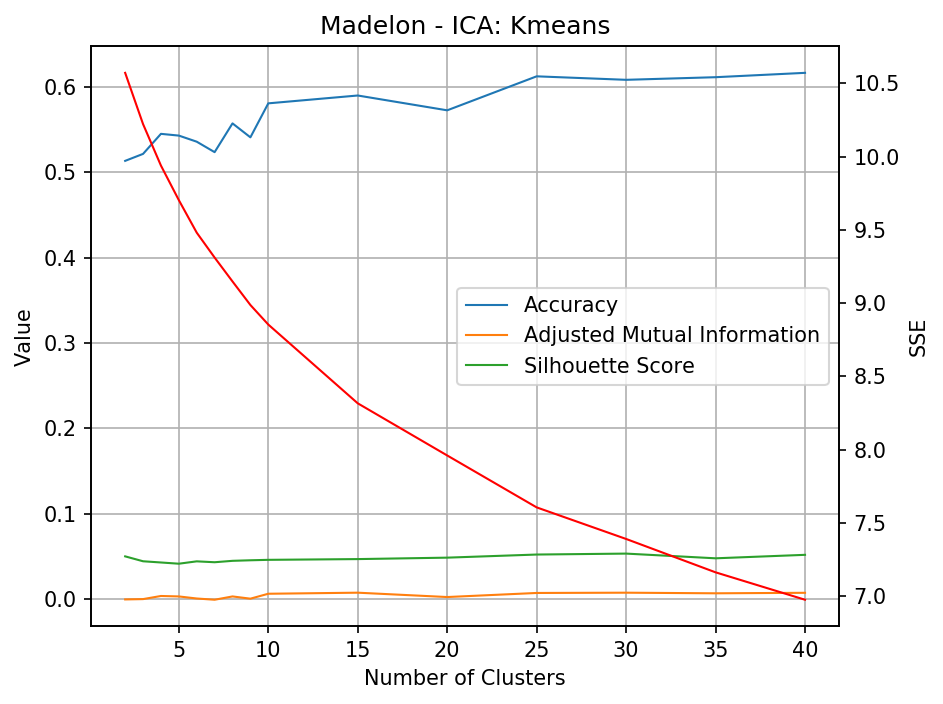 Madelon - ICA: Kmeans
0.6
0.5
0.4
0.3
0.2
0.1
0.0
Value
10.5
10.0
9.5
9.0
8.5
8.0
7.5
7.0
SSE
Accuracy
Adjusted Mutual Information
Silhouette Score
5 10 15 20 25 30 35 40
Number of Clusters